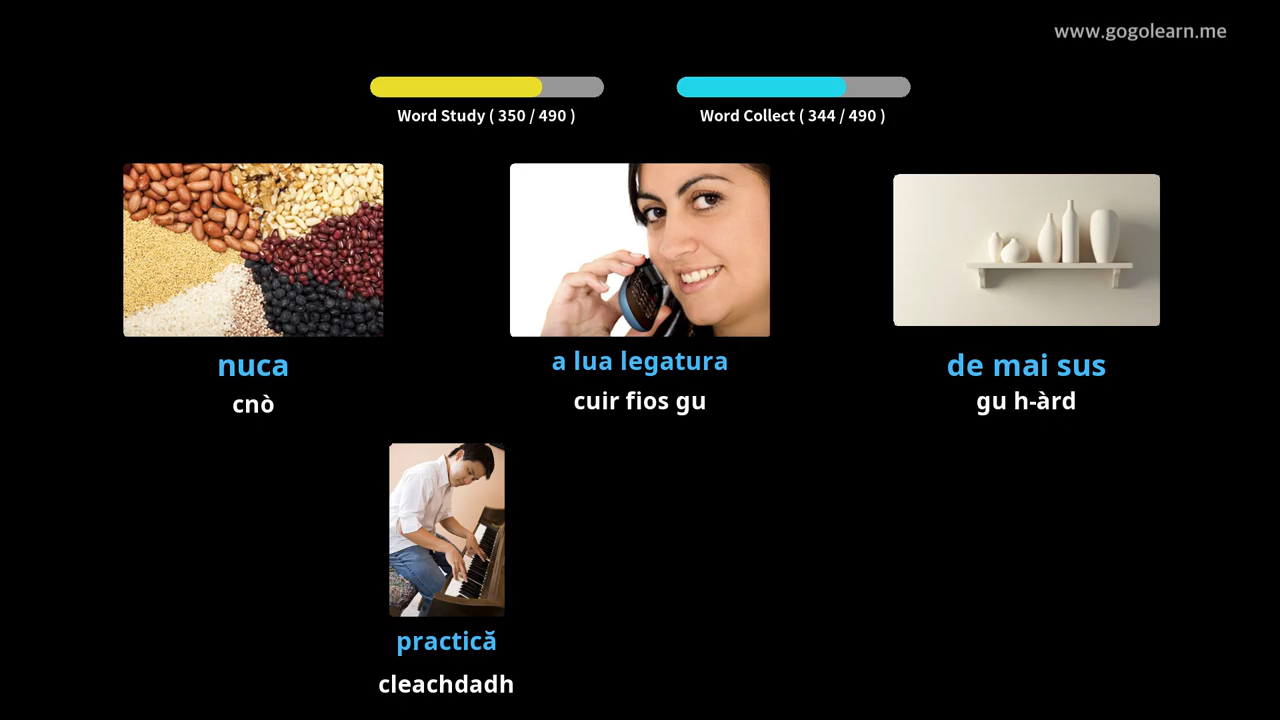 www.gogolearn.me
Word Study ( 350 / 490 )
Word Collect ( 344 / 490 )
nuca
cnò
a lua legatura
cuir fios gu
de mai sus
gu h-àrd
practică
cleachdadh